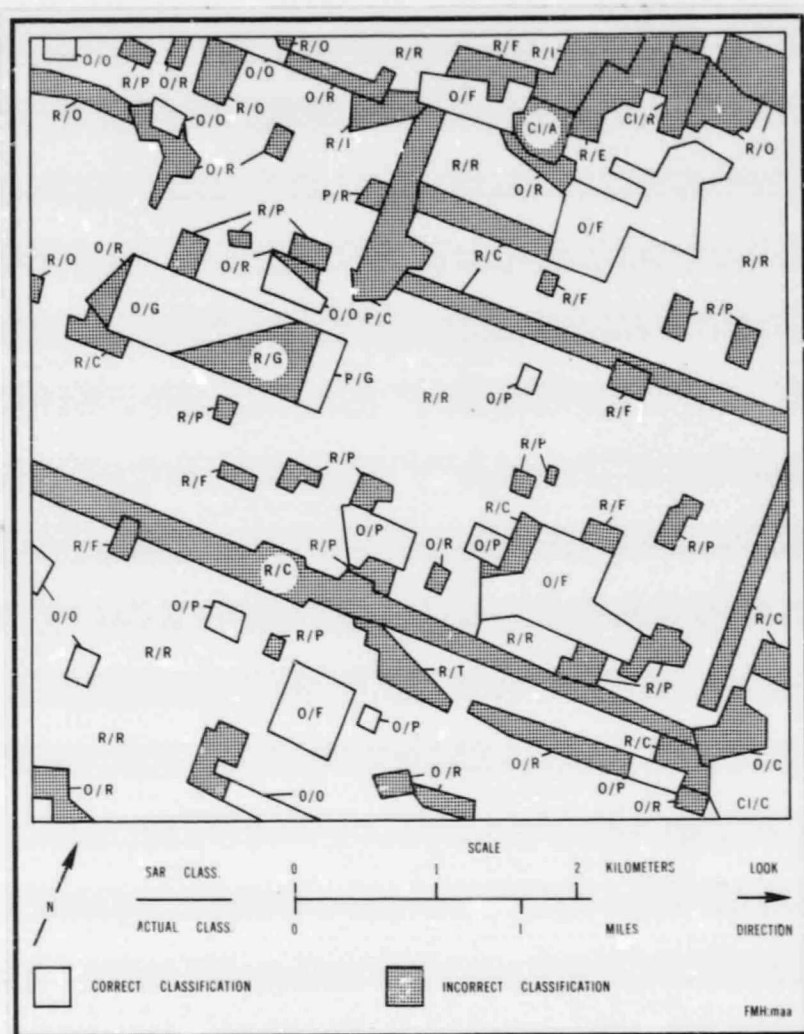 O/O R/P O/R O/O R/O R/R R/F R/I
R/O R/O O/R O/F CI/R
O/O R/I CI/A R/O
O/R R/R R/E
O/R
R/P P/R O/F
O/R O/R R/C R/R
R/O
O/G O/O P/C R/F R/P
R/C R/G P/G R/R O/P R/F
R/P
R/P
R/F R/P R/C R/F
O/P
R/F R/P O/R O/P O/F R/P
R/C
O/O O/P R/R R/C
R/R R/P R/T R/P
O/F O/P
R/R R/C O/C
O/R O/O O/R O/R O/P O/R CI/C
SCALE
SAR CLASS. 0 1 2 KILOMETERS LOOK
N
ACTUAL CLASS. 0 1 MILES DIRECTION
CORRECT CLASSIFICATION INCORRECT CLASSIFICATION
FMH:maa